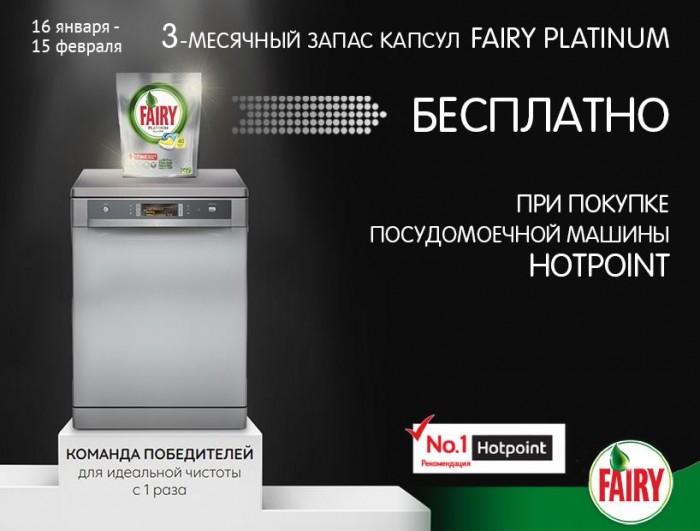 16 января -
15 февраля
3-МЕСЯЧНЫЙ ЗАПАС КАПСУЛ FAIRY PLATINUM
FAIRY
PLATINUM
БЕСПЛАТНО
ПРИ ПОКУПКЕ
ПОСУДОМОЕЧНОЙ МАШИНЫ
HOTPOINT
КОМАНДА ПОБЕДИТЕЛЕЙ
для идеальной чистоты
с 1 раза
No.1 Hotpoint
Рекомендация
FAIRY